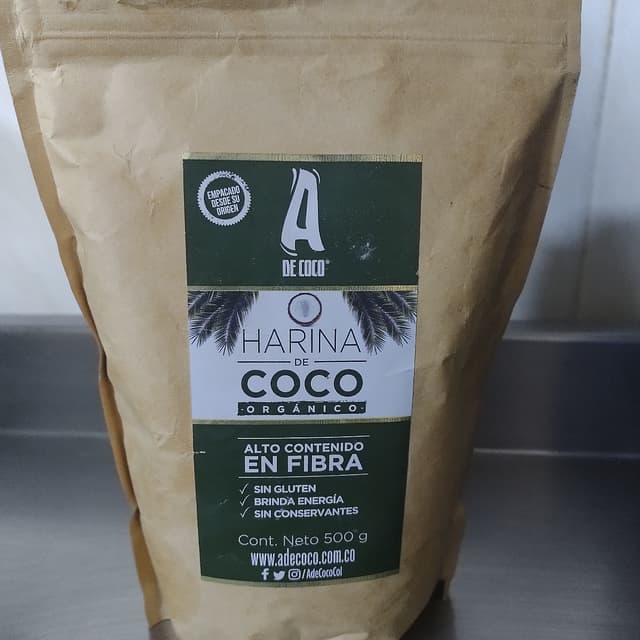 EMPACADO
DESDE SU
ORIGEN
A
DE COCO®
HARINA
DE
COCO
·ORGÁNICO·
ALTO CONTENIDO
EN FIBRA
✓ SIN GLUTEN
✓ BRINDA ENERGÍA
✓ SIN CONSERVANTES
Cont. Neto 500 g
www.adecoco.com.co
/AdeCocoCol